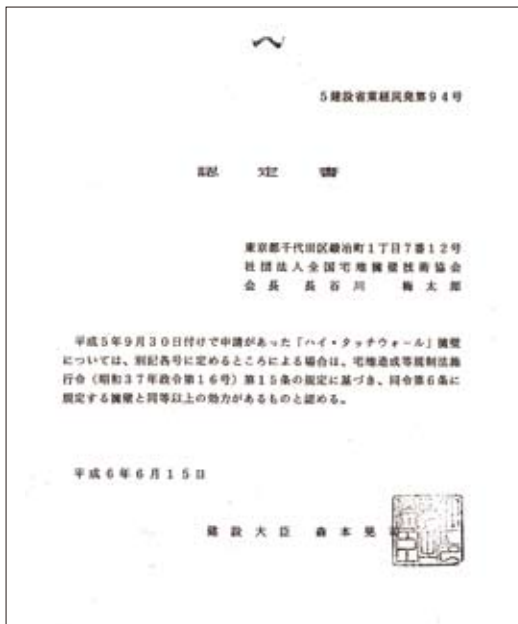 5建設省東経民発第94号
認定書
東京都千代田区鍛冶町1丁目7番12号
社団法人全国宅地擁壁技術協会
会長 長谷川 梅太郎
平成5年9月30日付けで申請があった「ハイ・タッチウォール」擁壁
については、別記各号に定めるところによる場合は、宅地造成等規制法施
行令(昭和37年政令第16号)第15条の規定に基づき、同令第6条に
規定する擁壁と同等以上の効力があるものと認める。
平成6年6月15日
建設大臣 森本晃